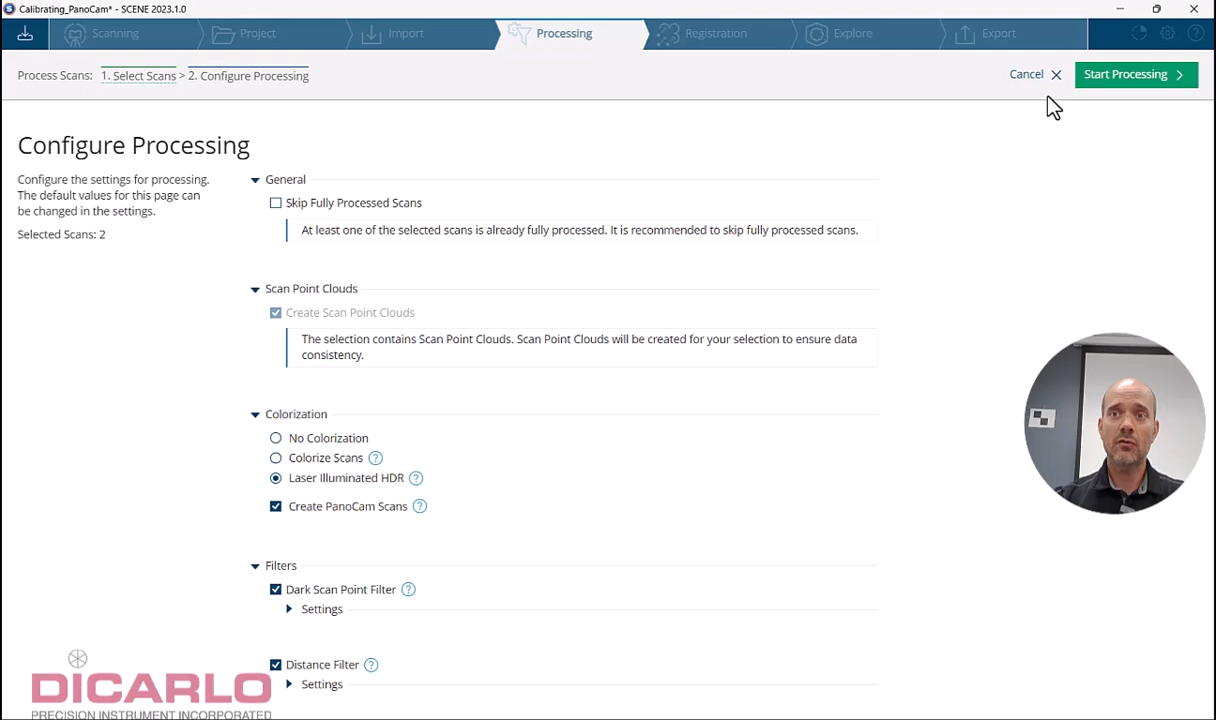 Calibrating_PanoCam* - SCENE 2023.1.0
Scanning
Project
Import
Processing
Registration
Explore
Export
Process Scans: 1. Select Scans > 2. Configure Processing
Cancel
Start Processing
Configure Processing
Configure the settings for processing.
The default values for this page can
be changed in the settings.
Selected Scans: 2
General
Skip Fully Processed Scans
At least one of the selected scans is already fully processed. It is recommended to skip fully processed scans.
Scan Point Clouds
Create Scan Point Clouds
The selection contains Scan Point Clouds. Scan Point Clouds will be created for your selection to ensure data
consistency.
Colorization
No Colorization
Colorize Scans ?
Laser Illuminated HDR ?
Create PanoCam Scans ?
Filters
Dark Scan Point Filter ?
Settings
Distance Filter ?
Settings
DICARLO
PRECISION INSTRUMENT INCORPORATED